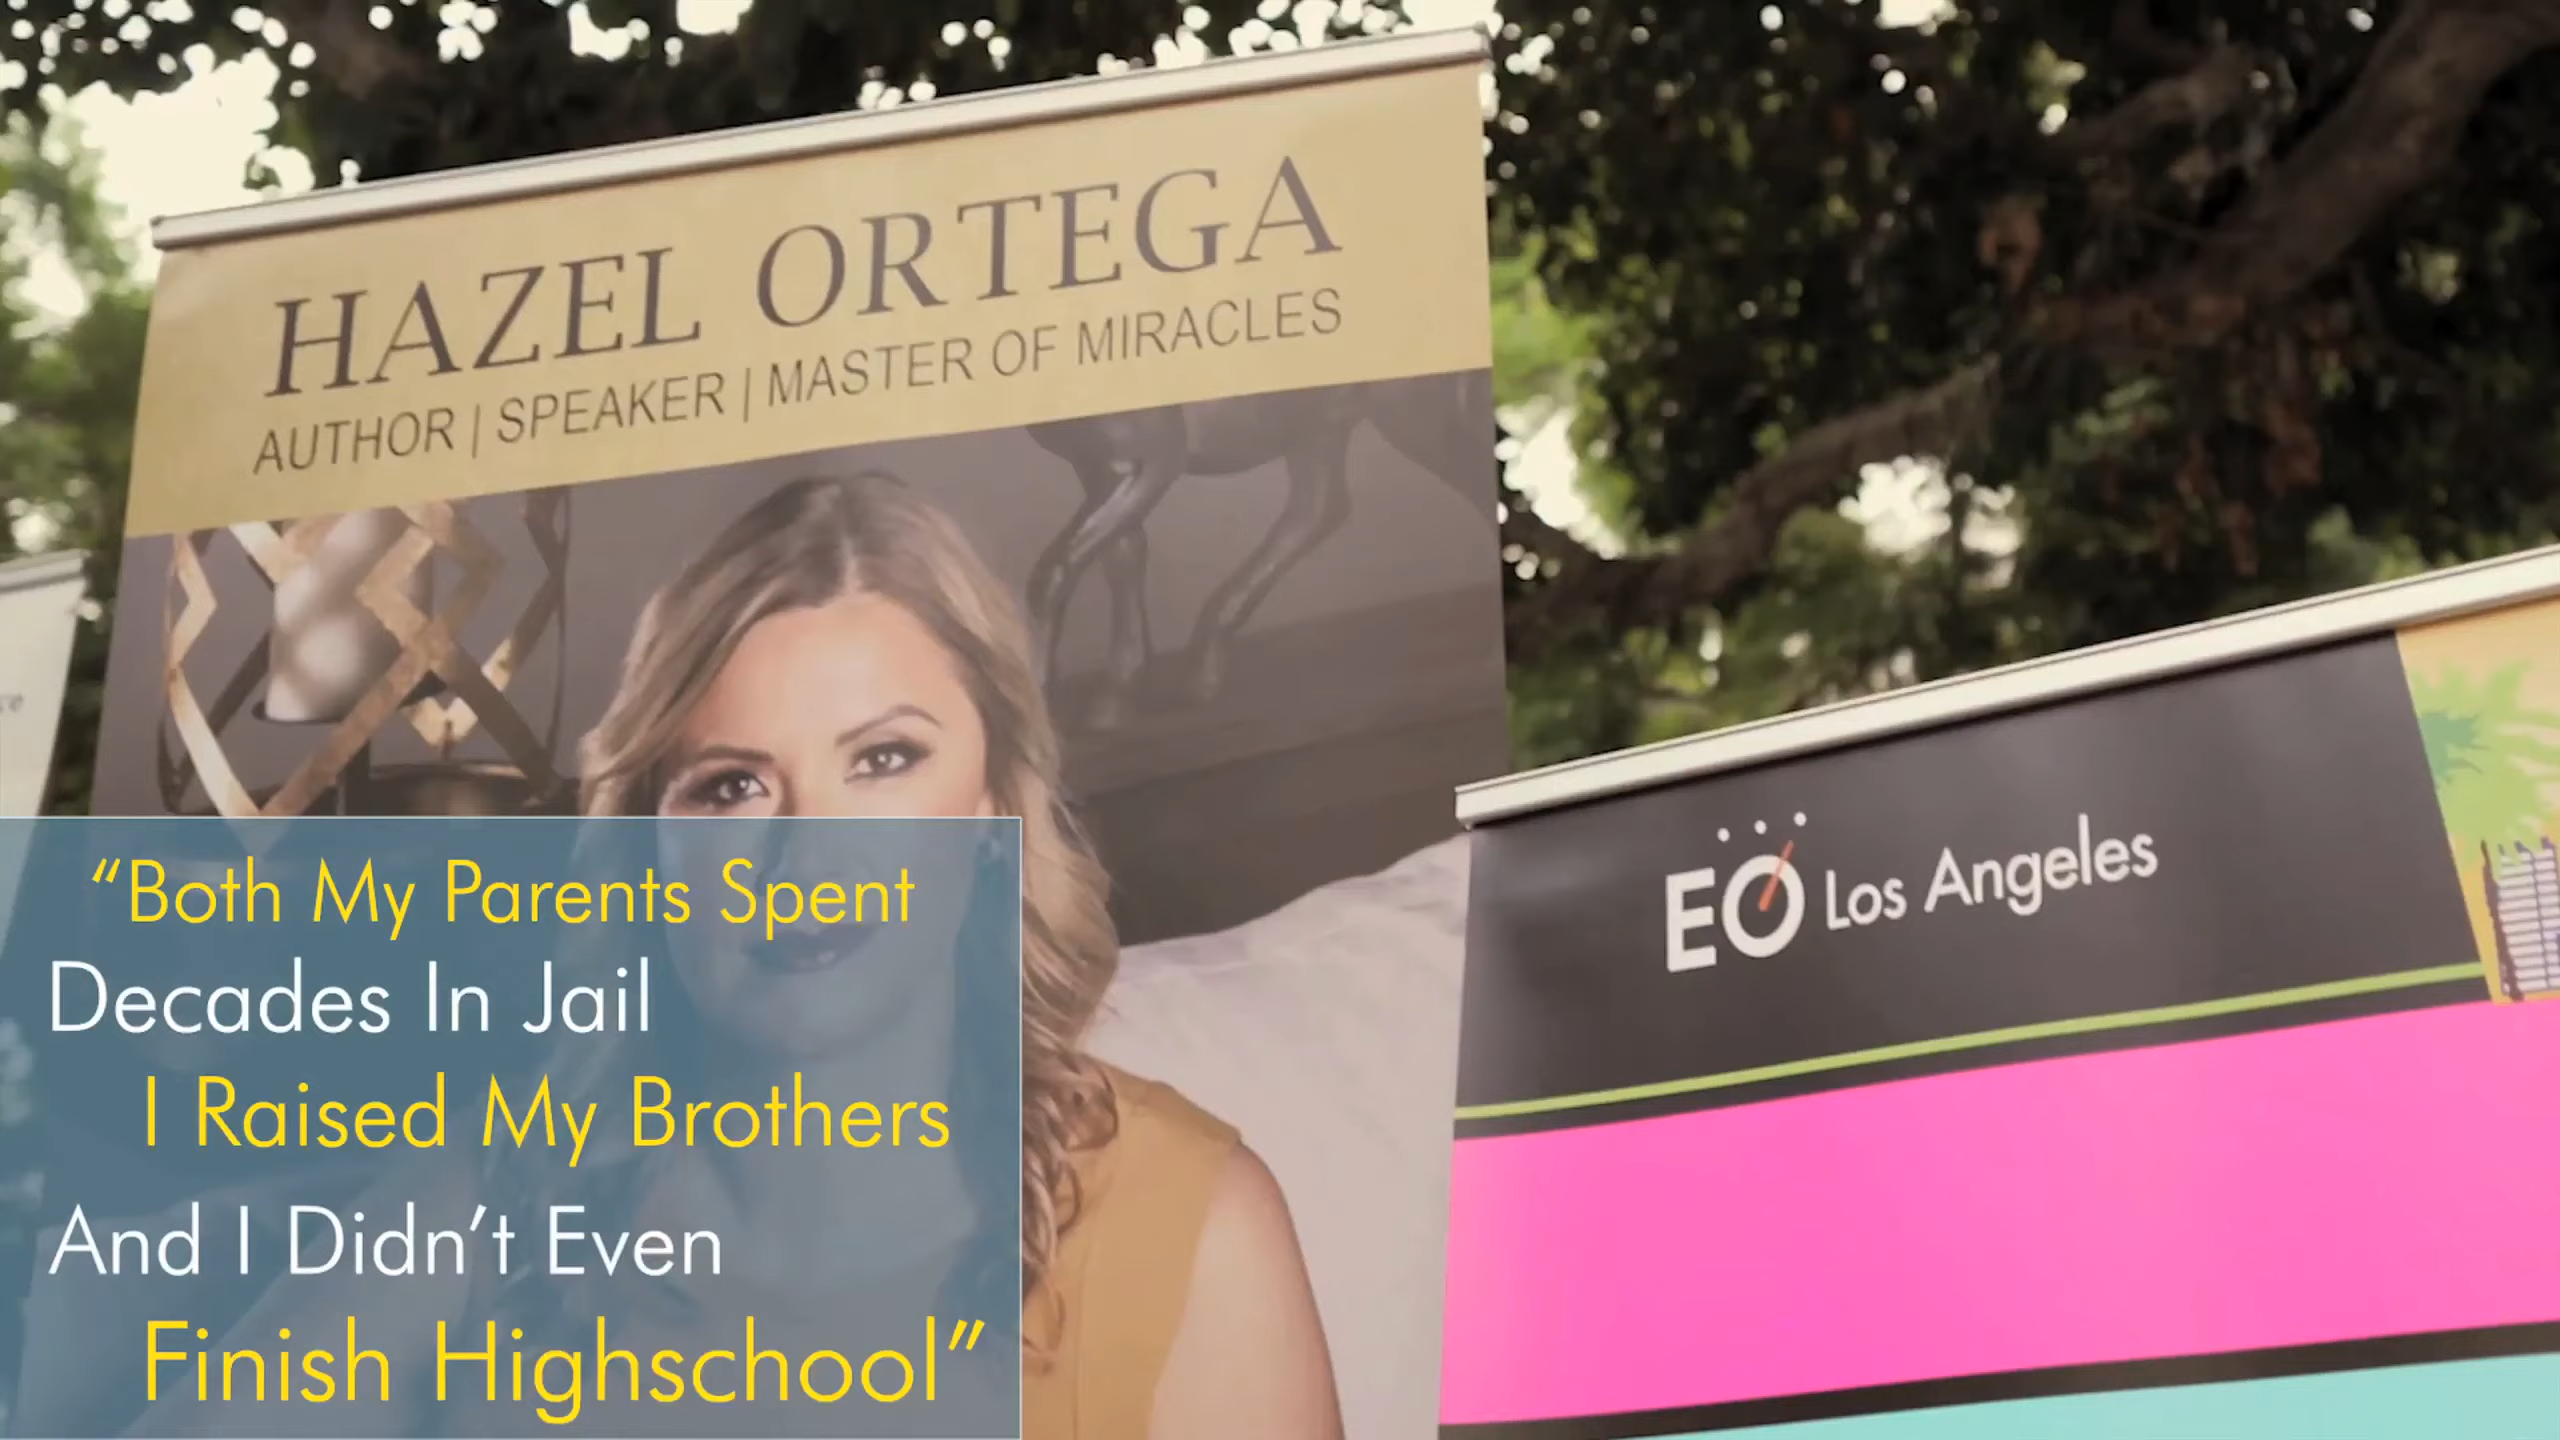 HAZEL ORTEGA
AUTHOR | SPEAKER | MASTER OF MIRACLES
EO Los Angeles
“Both My Parents Spent
Decades In Jail
I Raised My Brothers
And I Didn’t Even
Finish Highschool”